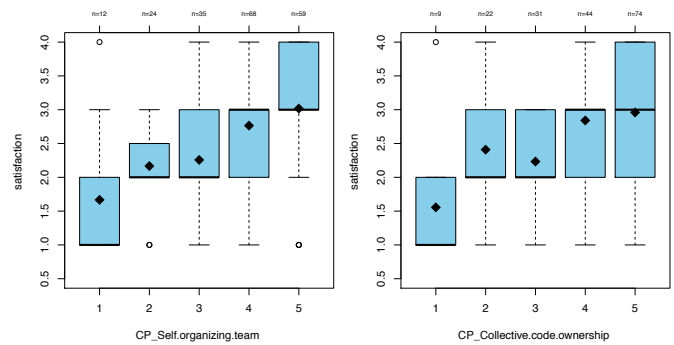 n=12 n=24 n=35 n=68 n=59
satisfaction
4.0
3.5
3.0
2.5
2.0
1.5
1.0
0.5
1 2 3 4 5
CP_Self.organizing.team
n=9 n=22 n=31 n=44 n=74
satisfaction
4.0
3.5
3.0
2.5
2.0
1.5
1.0
0.5
1 2 3 4 5
CP_Collective.code.ownership